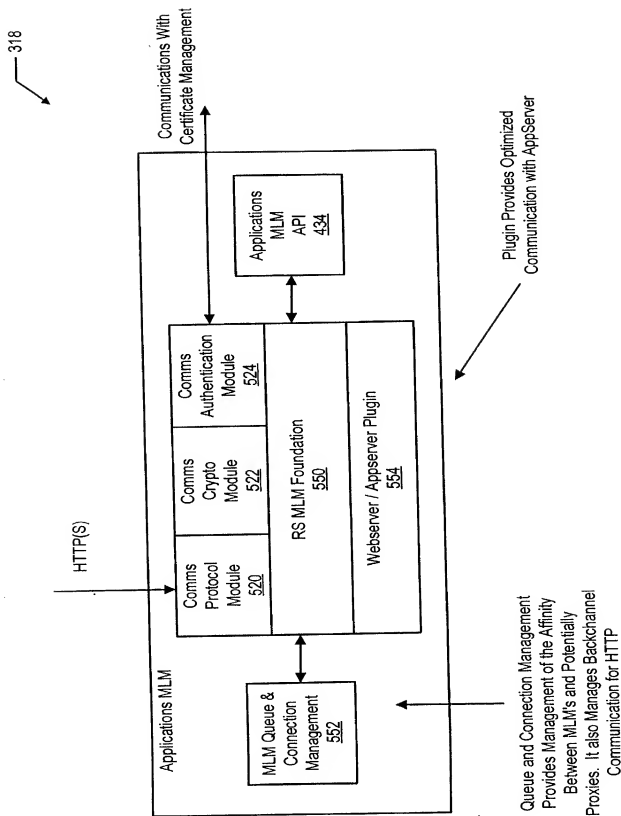 318
Communications With
Certificate Management
HTTP(S)
Applications MLM
Comms
Protocol
Module
520
Comms
Crypto
Module
522
Comms
Authentication
Module
524
Applications
MLM
API
434
RS MLM Foundation
550
MLM Queue &
Connection
Management
552
Webserver / Appserver Plugin
554
Plugin Provides Optimized
Communication with AppServer
Queue and Connection Management
Provides Management of the Affinity
Between MLM's and Potentially
Proxies. It also Manages Backchannel
Communication for HTTP